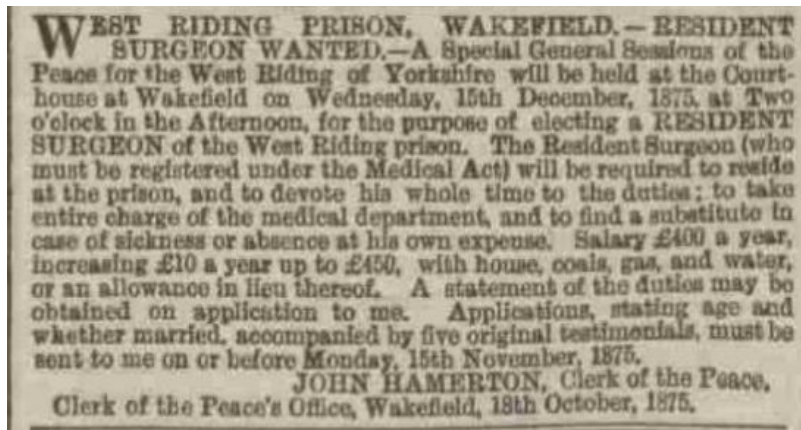 WEST RIDING PRISON, WAKEFIELD.—RESIDENT
SURGEON WANTED.—A Special General Sessions of the
Peace for the West Riding of Yorkshire will be held at the Court-
house at Wakefield on Wednesday, 15th December, 1875, at Two
o'clock in the Afternoon, for the purpose of electing a RESIDENT
SURGEON of the West Riding prison. The Resident Surgeon (who
must be registered under the Medical Act) will be required to reside
at the prison, and to devote his whole time to the duties; to take
entire charge of the medical department, and to find a substitute in
case of sickness or absence at his own expense. Salary £400 a year,
increasing £10 a year up to £450, with house, coals, gas, and water,
or an allowance in lieu thereof. A statement of the duties may be
obtained on application to me. Applications, stating age and
whether married, accompanied by five original testimonials, must be
sent to me on or before Monday, 15th November, 1875.
JOHN HAMERTON, Clerk of the Peace.
Clerk of the Peace's Office, Wakefield, 18th October, 1875.